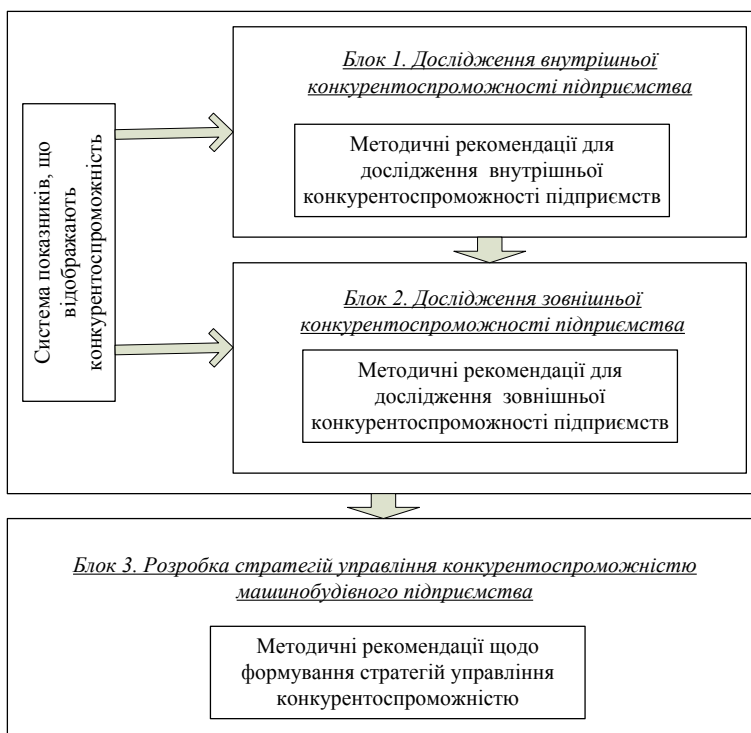 Система показників, що
відображають
конкурентоспроможність
Блок 1. Дослідження внутрішньої
конкурентоспроможності підприємства
Методичні рекомендації для
дослідження внутрішньої
конкурентоспроможності підприємств
Блок 2. Дослідження зовнішньої
конкурентоспроможності підприємства
Методичні рекомендації для
дослідження зовнішньої
конкурентоспроможності підприємств
Блок 3. Розробка стратегій управління конкурентоспроможністю
машинобудівного підприємства
Методичні рекомендації щодо
формування стратегій управління
конкурентоспроможністю